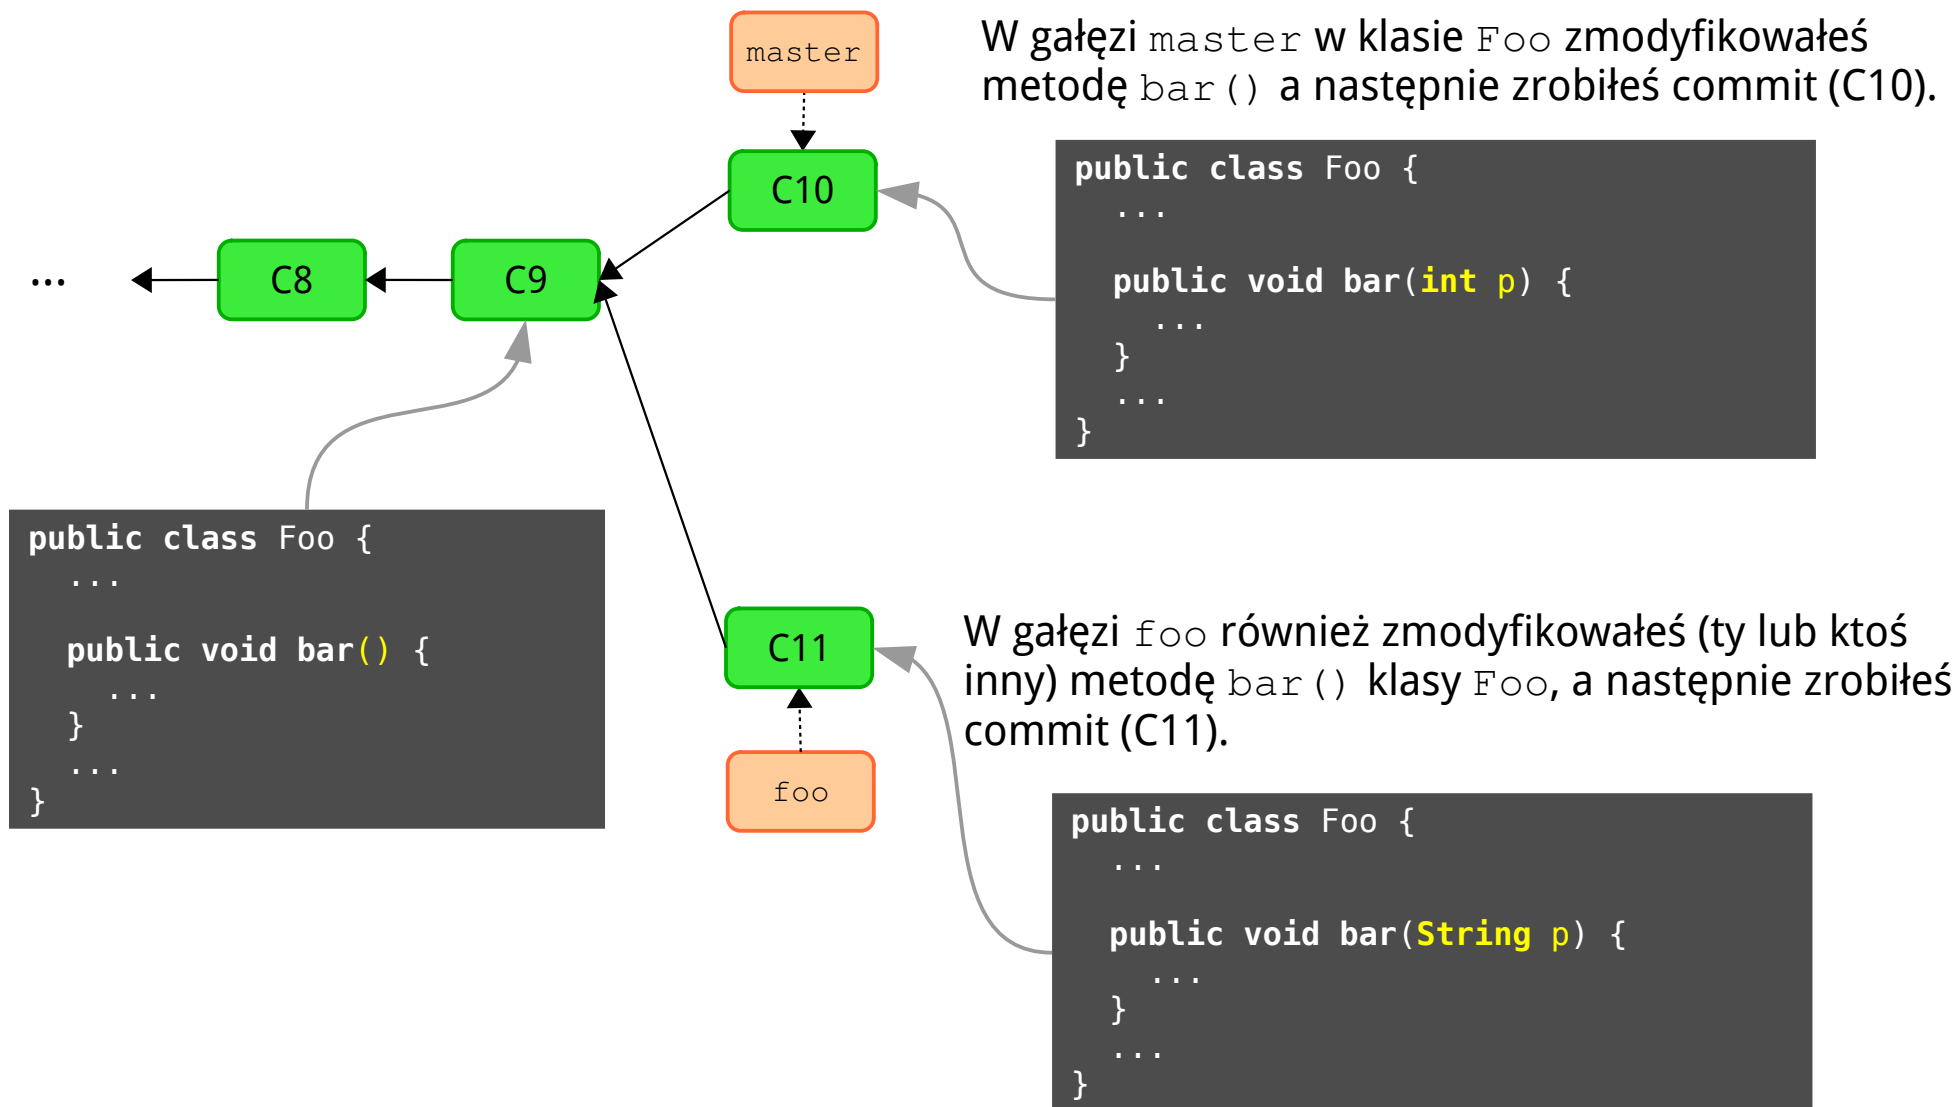 master
W gałęzi master w klasie Foo zmodyfikowałeś
metodę bar() a następnie zrobiłeś commit (C10).
C10
public class Foo {
...
public void bar(int p) {
...
}
...
}
...
C8
C9
public class Foo {
...
public void bar() {
...
}
...
}
C11
W gałęzi foo również zmodyfikowałeś (ty lub ktoś
inny) metodę bar() klasy Foo, a następnie zrobiłeś
commit (C11).
foo
public class Foo {
...
public void bar(String p) {
...
}
...
}